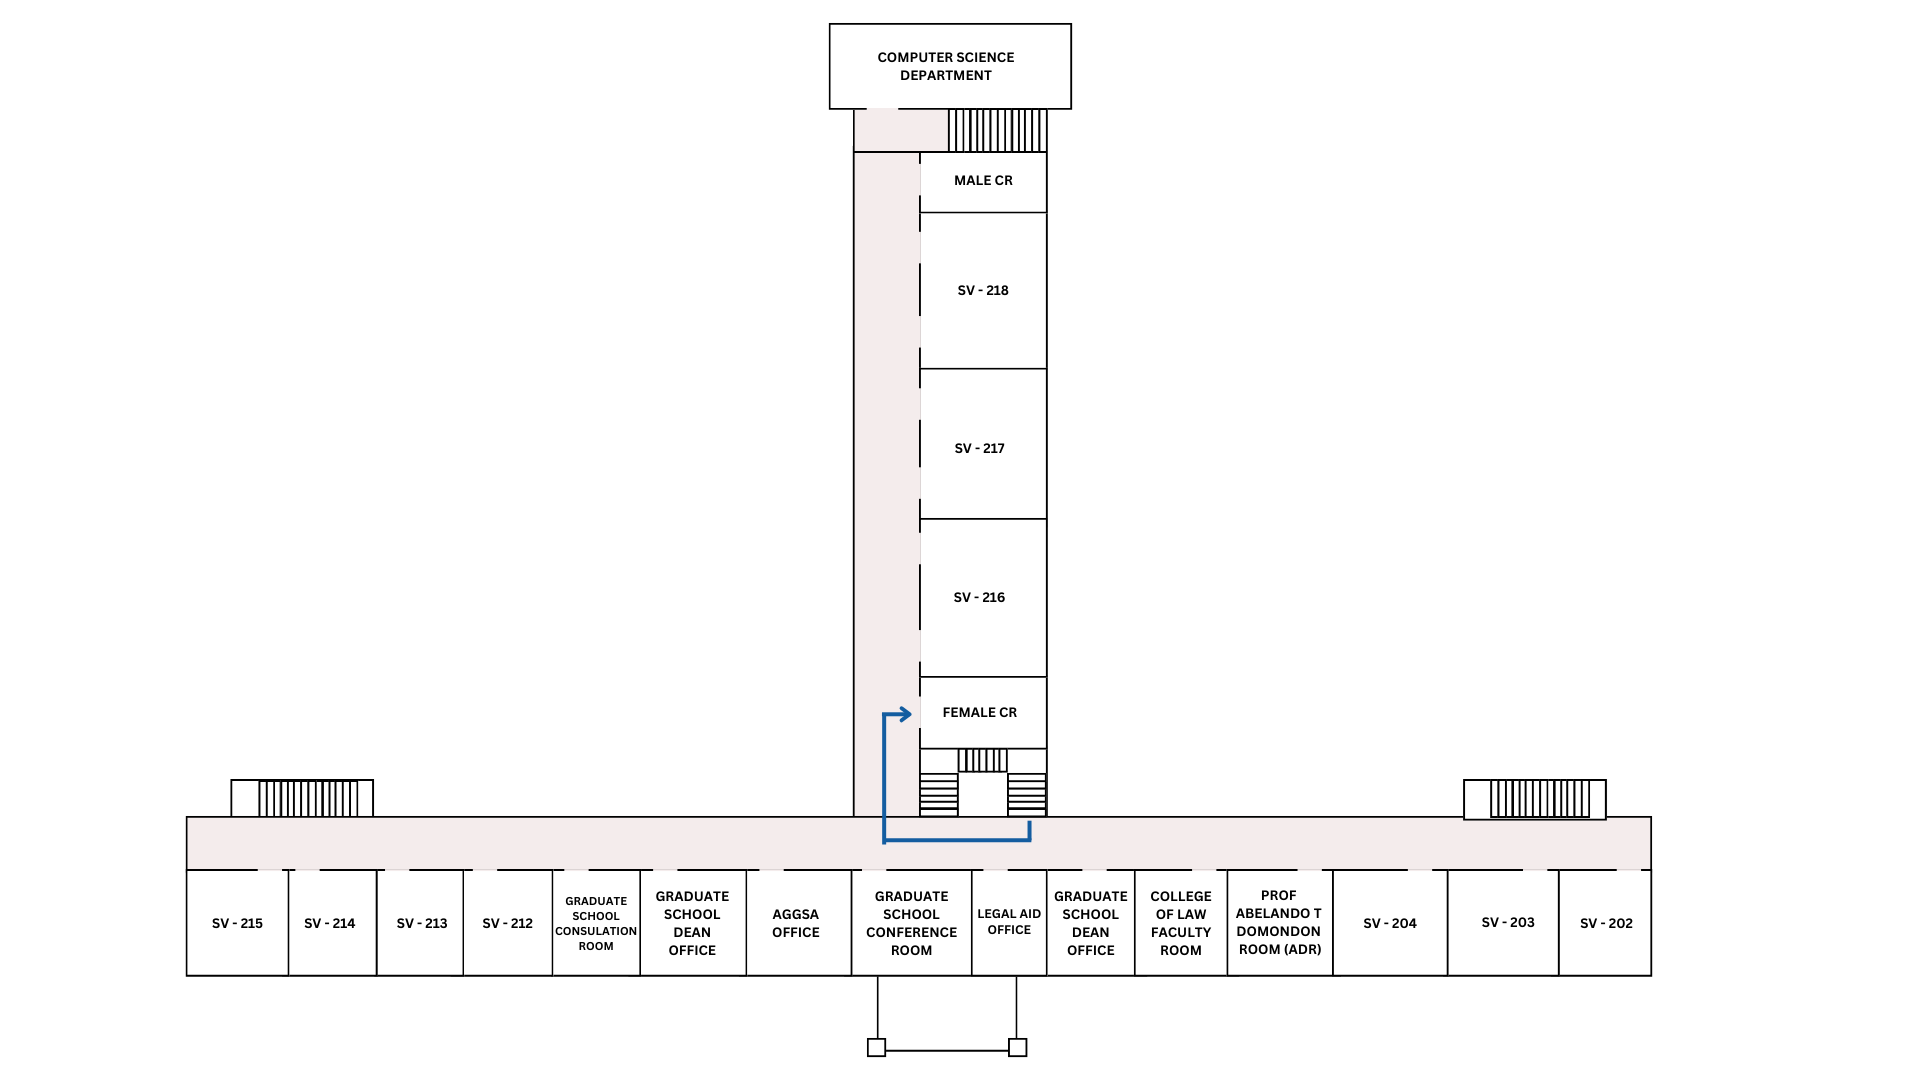 COMPUTER SCIENCE
DEPARTMENT
MALE CR
SV - 218
SV - 217
SV - 216
FEMALE CR
SV - 215
SV - 214
SV - 213
SV - 212
GRADUATE
SCHOOL
CONSULATION
ROOM
GRADUATE
SCHOOL
DEAN
OFFICE
AGGSA
OFFICE
GRADUATE
SCHOOL
CONFERENCE
ROOM
LEGAL AID
OFFICE
GRADUATE
SCHOOL
DEAN
OFFICE
COLLEGE
OF LAW
FACULTY
ROOM
PROF
ABELANDO T
DOMONDON
ROOM (ADR)
SV - 204
SV - 203
SV - 202